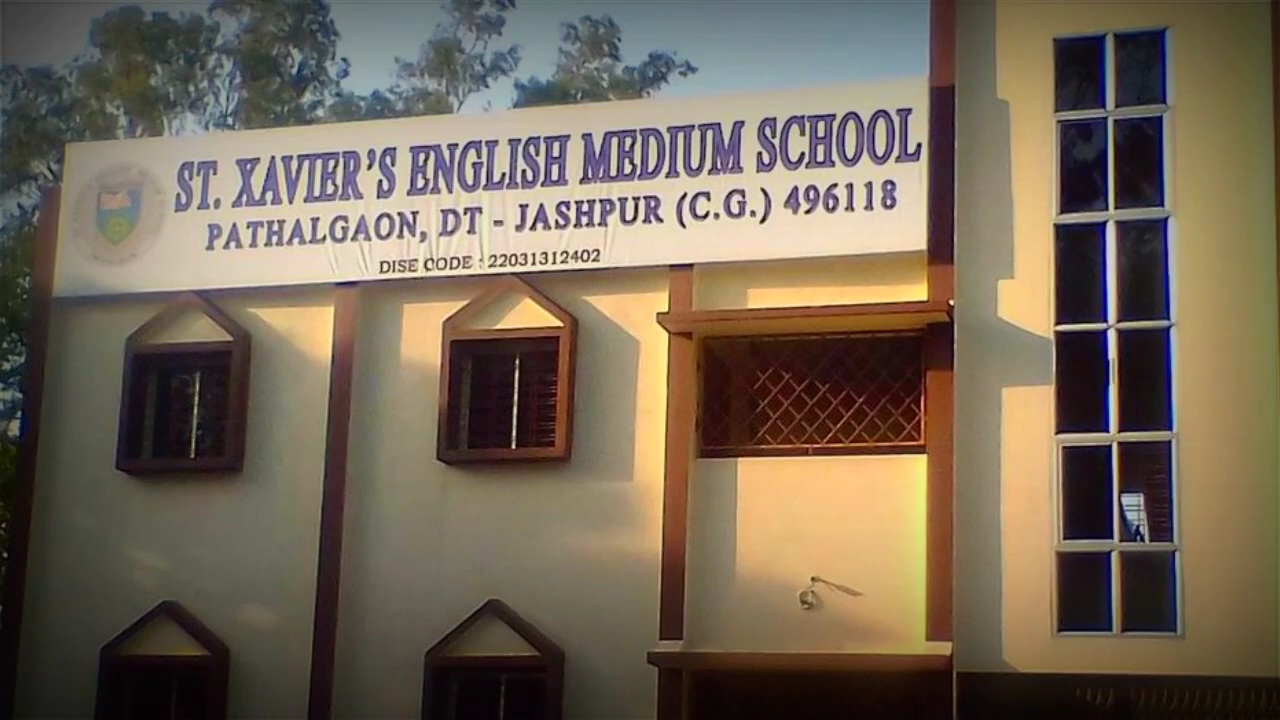 ST. XAVIER'S ENGLISH MEDIUM SCHOOL
PATHALGAON, DT - JASHPUR (C.G.) 496118
DISE CODE : 22031312402